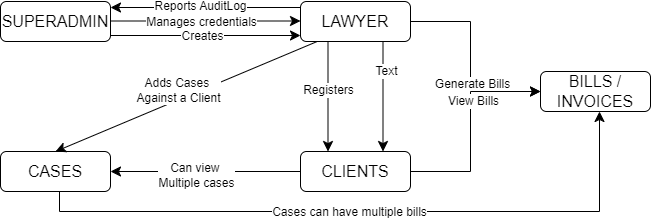 Reports AuditLog
SUPERADMIN
Manages credentials
LAWYER
Creates
Adds Cases
Against a Client
Registers
Text
Generate Bills
View Bills
BILLS /
INVOICES
CASES
Can view
Multiple cases
CLIENTS
Cases can have multiple bills